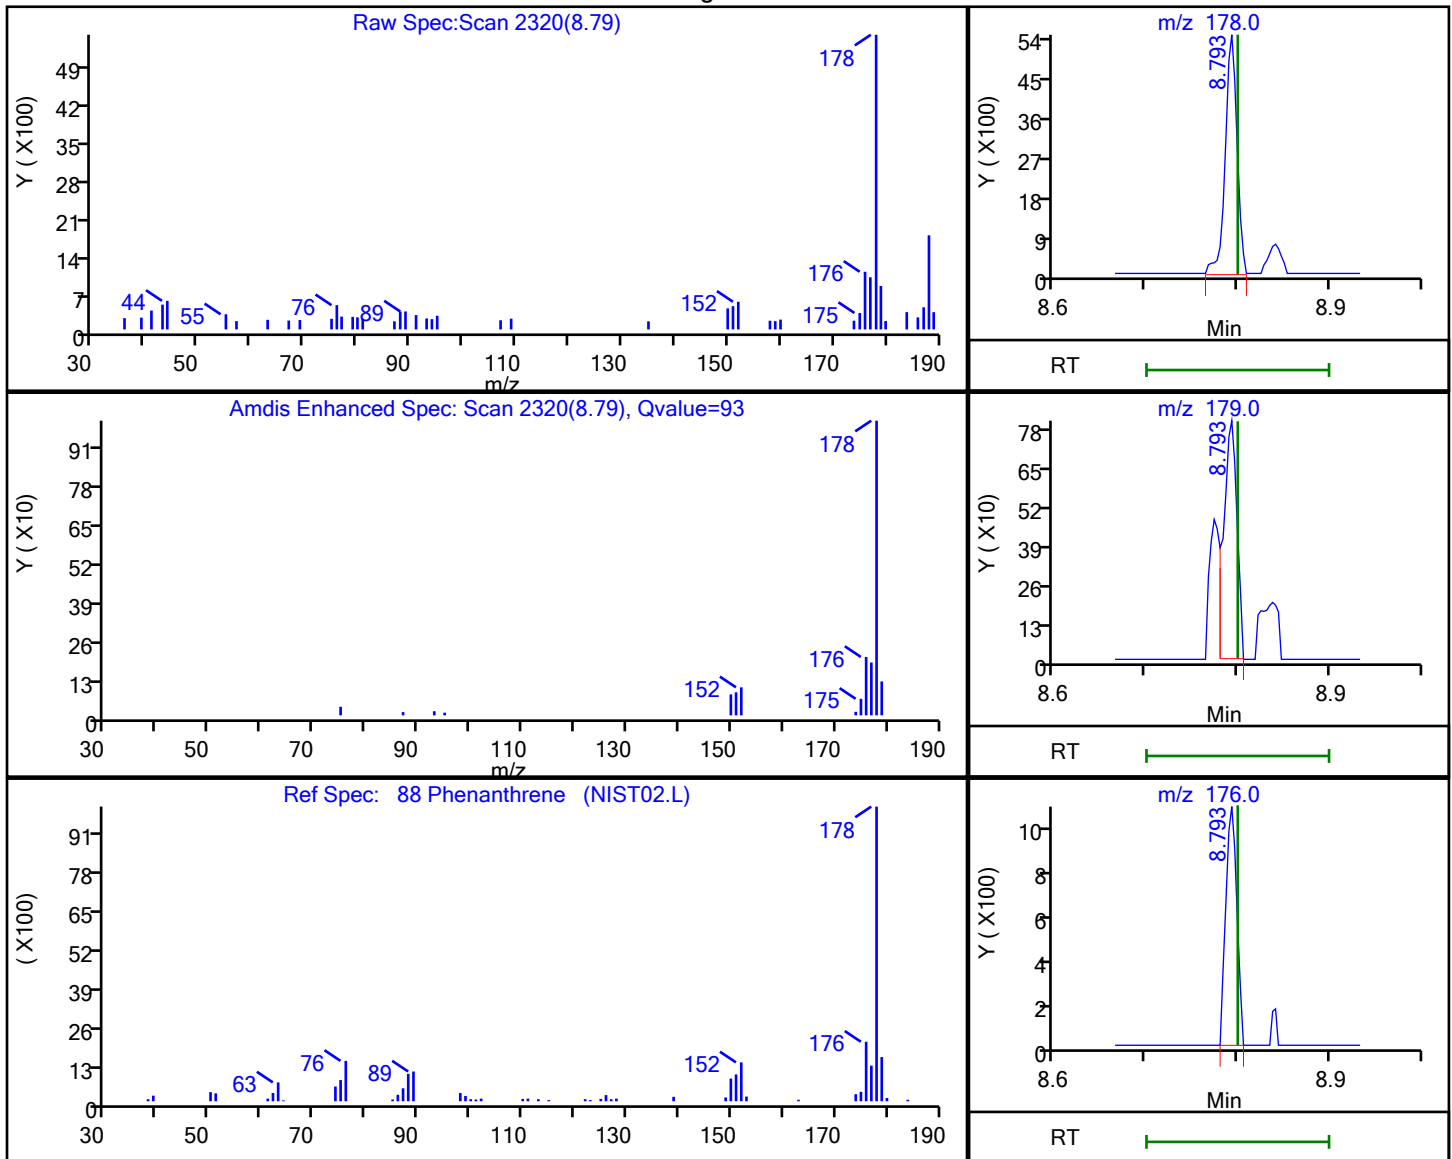 Raw Spec:Scan 2320(8.79)
Y ( X100)
49
42
35
28
21
14
7
0
178
176
175
152
89
76
55
44
30 50 70 90 110 130 150 170 190
m/z
m/z 178.0
Y ( X100)
54
45
36
27
18
9
0
8.793
8.6 8.9
Min
RT
Amdis Enhanced Spec: Scan 2320(8.79), Qvalue=93
Y ( X10)
91
78
65
52
39
26
13
0
178
176
175
152
30 50 70 90 110 130 150 170 190
m/z
m/z 179.0
Y ( X10)
78
65
52
39
26
13
0
8.793
8.6 8.9
Min
RT
Ref Spec: 88 Phenanthrene (NIST02.L)
( X100)
91
78
65
52
39
26
13
0
178
176
152
89
76
63
30 50 70 90 110 130 150 170 190
m/z 176.0
Y ( X100)
10
8
6
4
2
0
8.793
8.6 8.9
Min
RT